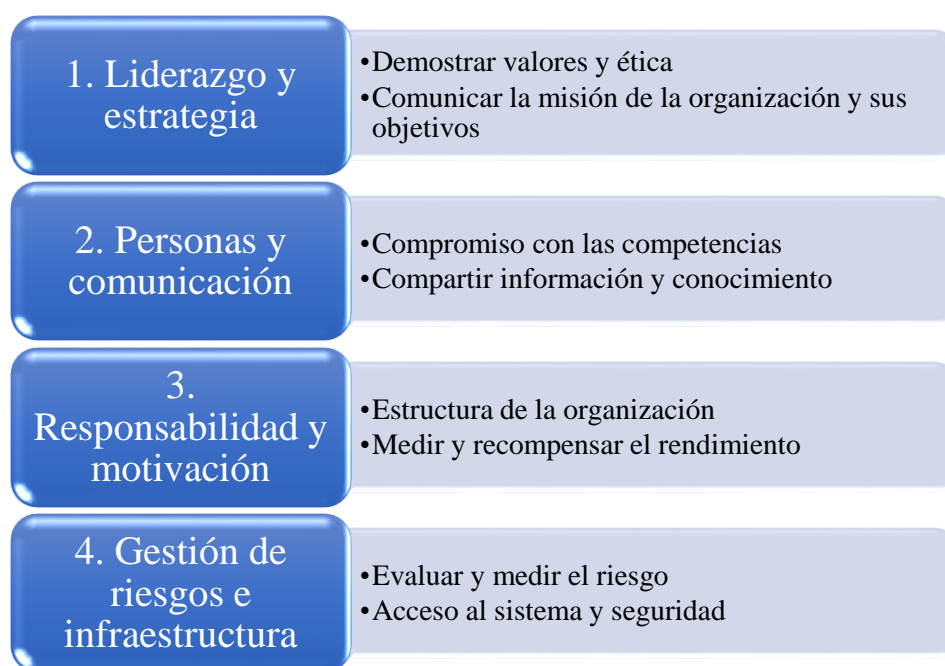 1. Liderazgo y
estrategia
•Demostrar valores y ética
•Comunicar la misión de la organización y sus
objetivos
2. Personas y
comunicación
•Compromiso con las competencias
•Compartir información y conocimiento
3.
Responsabilidad y
motivación
•Estructura de la organización
•Medir y recompensar el rendimiento
4. Gestión de
riesgos e
infraestructura
•Evaluar y medir el riesgo
•Acceso al sistema y seguridad